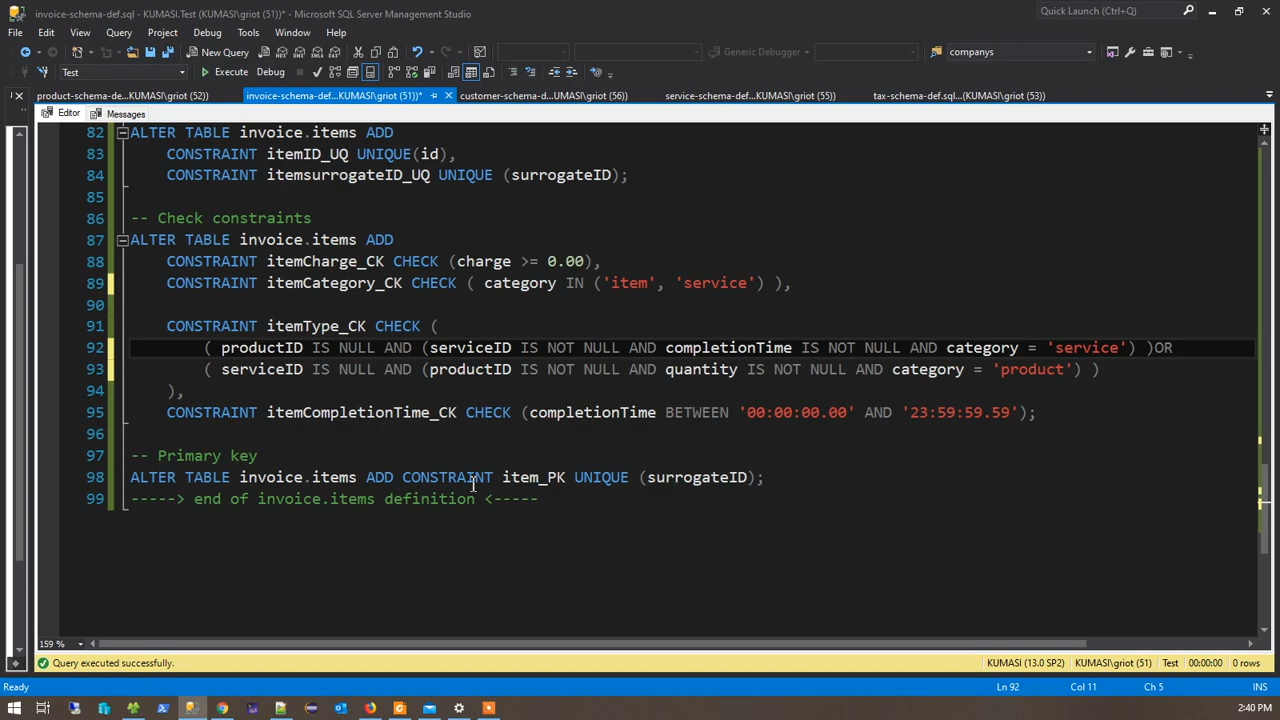 invoice-schema-def.sql - KUMASI.Test (KUMASI\griot (51))* - Microsoft SQL Server Management Studio
Quick Launch (Ctrl+Q)
File Edit View Query Project Debug Tools Window Help
New Query Generic Debugger companys
Test Execute Debug
product-schema-de...KUMASI\griot (52)) invoice-schema-def...KUMASI\griot (51))* customer-schema-d...UMASI\griot (56)) service-schema-def...KUMASI\griot (55)) tax-schema-def.sql...(KUMASI\griot (53))
Editor Messages
82 ALTER TABLE invoice.items ADD
83 CONSTRAINT itemID_UQ UNIQUE(id),
84 CONSTRAINT itemsurrogateID_UQ UNIQUE (surrogateID);
85
86 -- Check constraints
87 ALTER TABLE invoice.items ADD
88 CONSTRAINT itemCharge_CK CHECK (charge >= 0.00),
89 CONSTRAINT itemCategory_CK CHECK ( category IN ('item', 'service') ),
90
91 CONSTRAINT itemType_CK CHECK (
92 ( productID IS NULL AND (serviceID IS NOT NULL AND completionTime IS NOT NULL AND category = 'service') )OR
93 ( serviceID IS NULL AND (productID IS NOT NULL AND quantity IS NOT NULL AND category = 'product') )
94 ),
95 CONSTRAINT itemCompletionTime_CK CHECK (completionTime BETWEEN '00:00:00.00' AND '23:59:59.59');
96
97 -- Primary key
98 ALTER TABLE invoice.items ADD CONSTRAINT item_PK UNIQUE (surrogateID);
99 -----> end of invoice.items definition <-----
159 %
Query executed successfully. KUMASI (13.0 SP2) KUMASI\griot (51) Test 00:00:00 0 rows
Ready Ln 92 Col 11 Ch 5 INS
2:40 PM